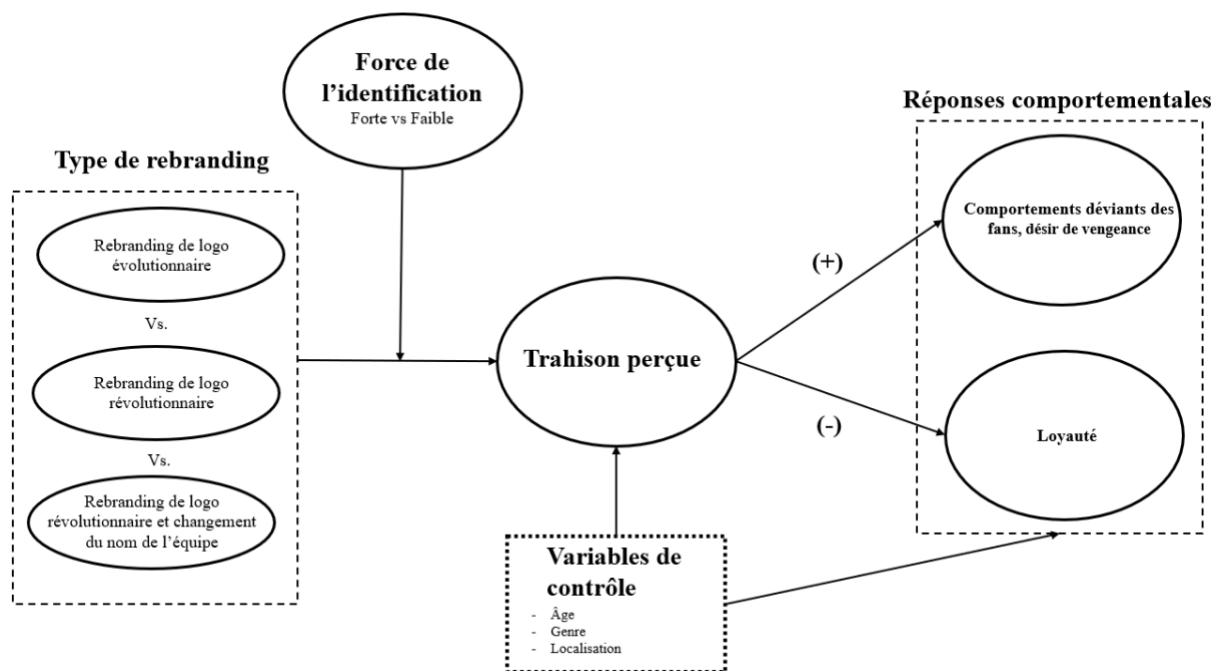 Force de
l'identification
Forte vs Faible
Réponses comportementales
Type de rebranding
Rebranding de logo
évolutionnaire
Vs.
Rebranding de logo
révolutionnaire
Vs.
Rebranding de logo
révolutionnaire et changement
du nom de l'équipe
Trahison perçue
(+)
(-)
Comportements déviants des
fans, désir de vengeance
Loyauté
Variables de
contrôle
- Âge
- Genre
- Localisation